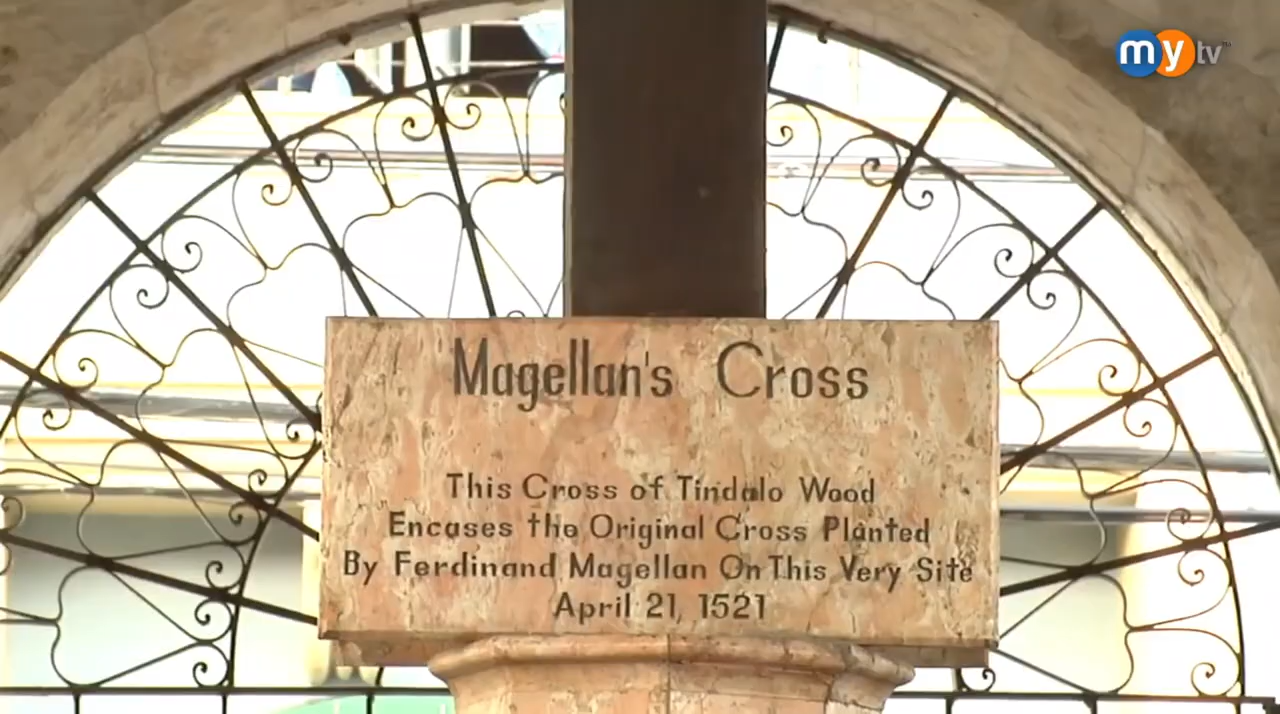 mytv
Magellan's Cross
This Cross of Tindalo Wood
Encases the Original Cross Planted
By Ferdinand Magellan On This Very Site
April 21, 1521